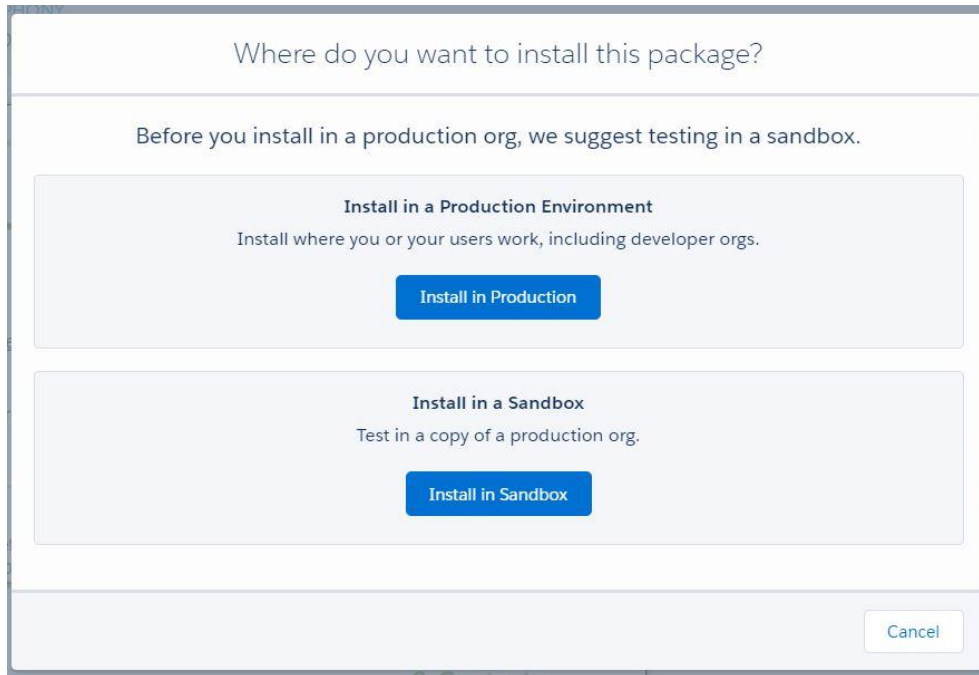 PHONY
Where do you want to install this package?
Before you install in a production org, we suggest testing in a sandbox.
Install in a Production Environment
Install where you or your users work, including developer orgs.
Install in Production
Install in a Sandbox
Test in a copy of a production org.
Install in Sandbox
Cancel